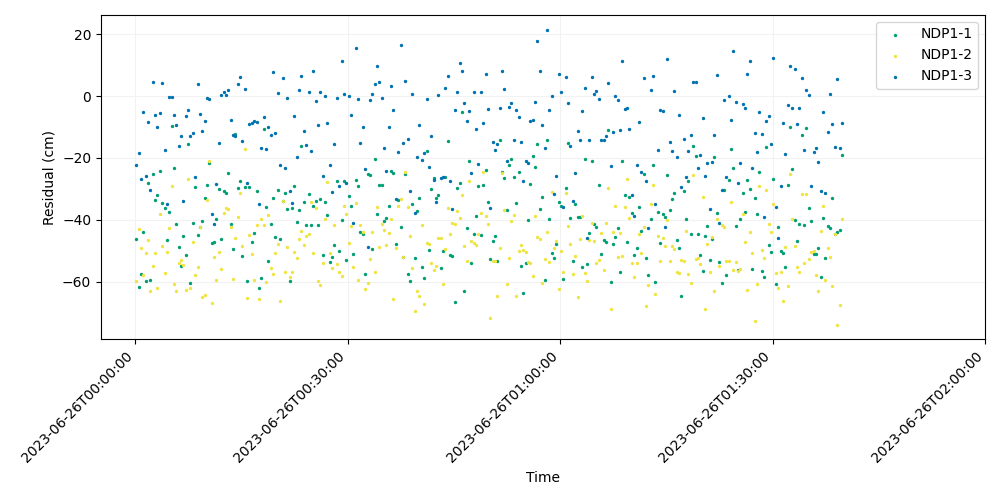 NDP1-1
NDP1-2
NDP1-3
20
0
−20
−40
−60
Residual (cm)
2023-06-26T00:00:00
2023-06-26T00:30:00
2023-06-26T01:00:00
2023-06-26T01:30:00
2023-06-26T02:00:00
Time